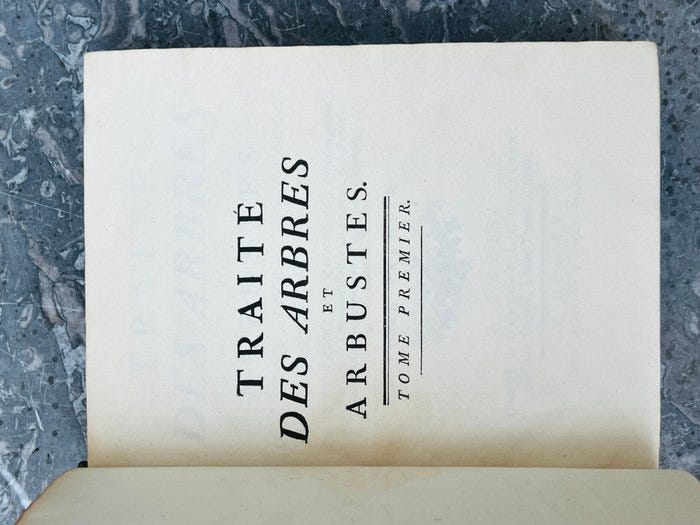 TRAITÉ
DES ARBRES
ET
ARBUSTES.
TOME PREMIER.